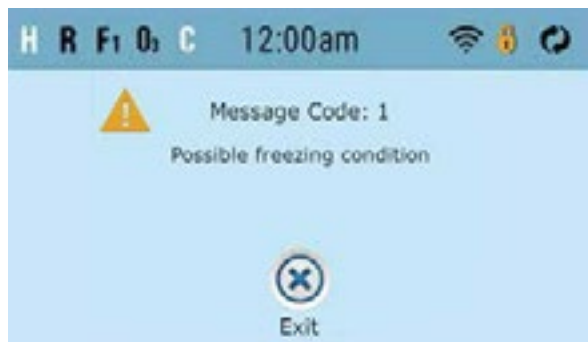 H R F1 O3 C 12:00am
Message Code: 1
Possible freezing condition
Exit